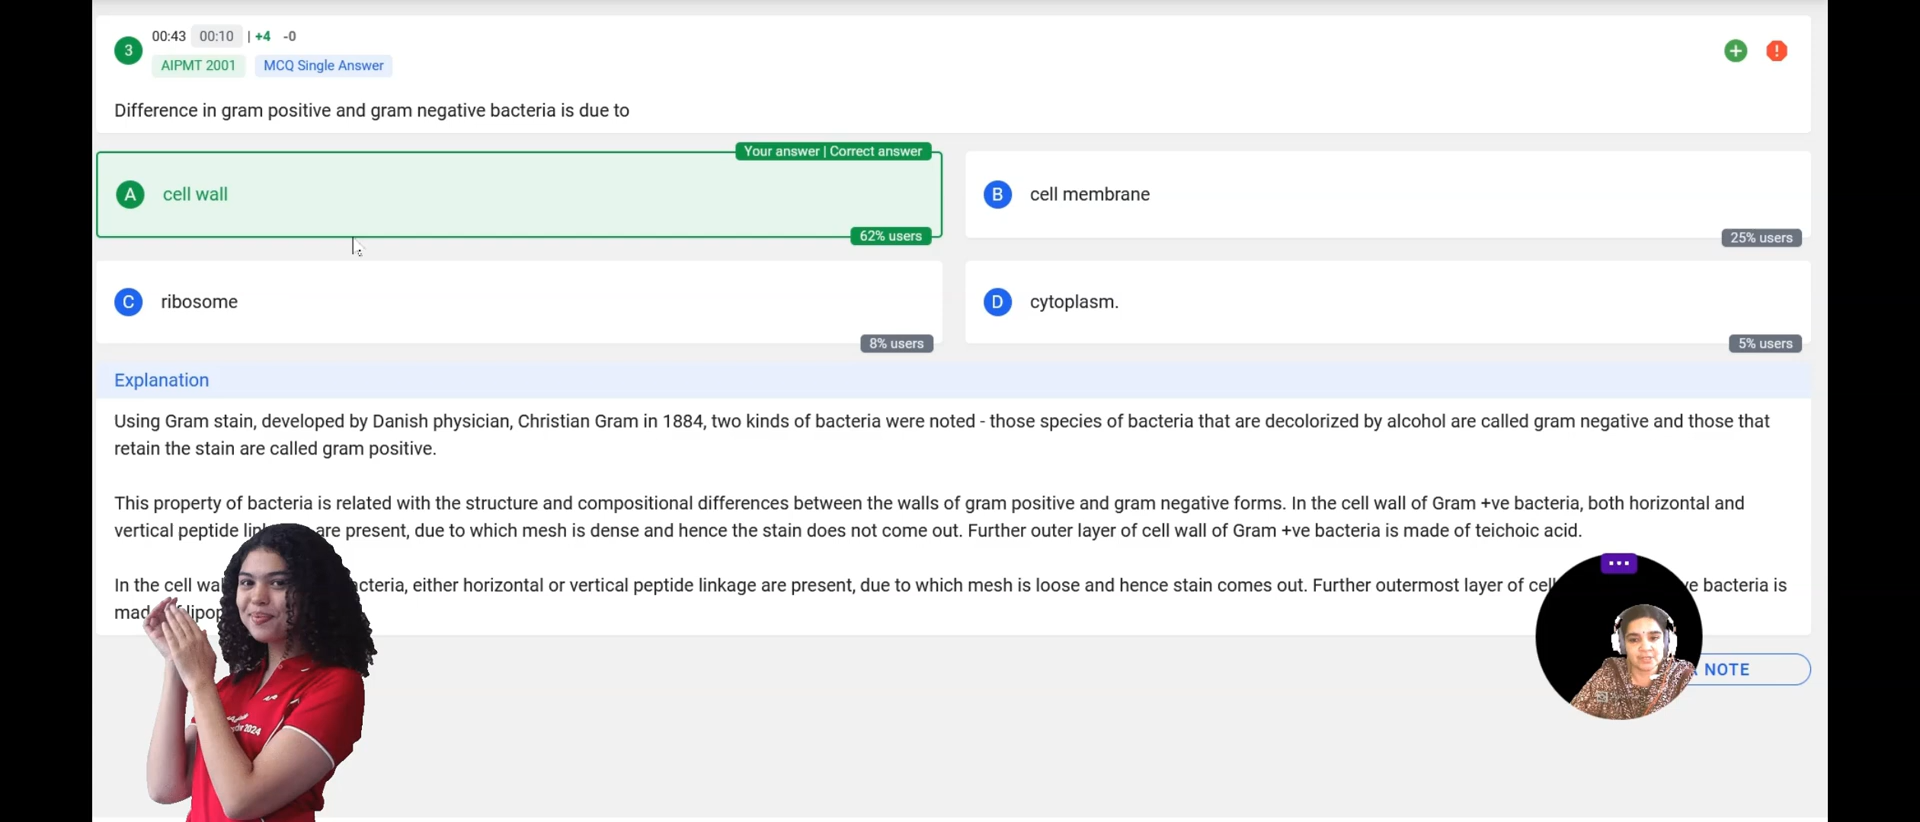 3
00:43 00:10 | +4 -0
AIPMT 2001 MCQ Single Answer
Difference in gram positive and gram negative bacteria is due to
Your answer | Correct answer
A cell wall
62% users
B cell membrane
25% users
C ribosome
8% users
D cytoplasm.
5% users
Explanation
Using Gram stain, developed by Danish physician, Christian Gram in 1884, two kinds of bacteria were noted - those species of bacteria that are decolorized by alcohol are called gram negative and those that
retain the stain are called gram positive.
This property of bacteria is related with the structure and compositional differences between the walls of gram positive and gram negative forms. In the cell wall of Gram +ve bacteria, both horizontal and
vertical peptide are present, due to which mesh is dense and hence the stain does not come out. Further outer layer of cell wall of Gram +ve bacteria is made of teichoic acid.
In the cell either horizontal or vertical peptide linkage are present, due to which mesh is loose and hence stain comes out. Further outermost layer of bacteria is
NOTE
2024